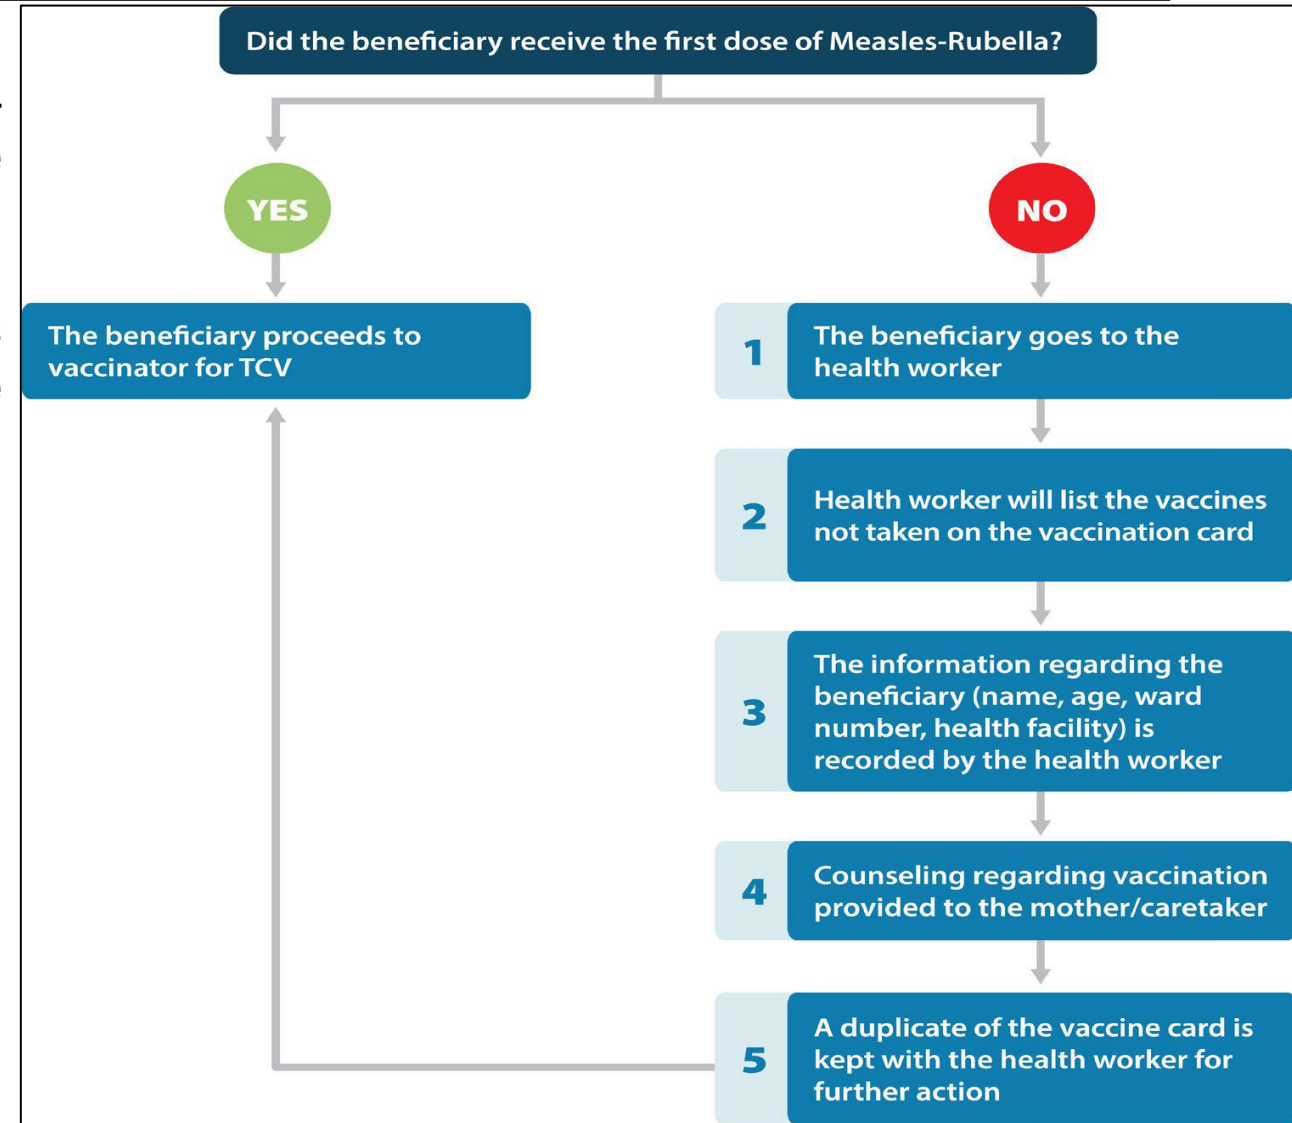 Did the beneficiary receive the first dose of Measles-Rubella?
YES
NO
The beneficiary proceeds to
vaccinator for TCV
1
The beneficiary goes to the
health worker
2
Health worker will list the vaccines
not taken on the vaccination card
3
The information regarding the
beneficiary (name, age, ward
number, health facility) is
recorded by the health worker
4
Counseling regarding vaccination
provided to the mother/caretaker
5
A duplicate of the vaccine card is
kept with the health worker for
further action